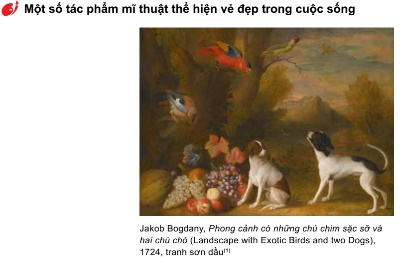 Một số tác phẩm mĩ thuật thể hiện vẻ đẹp trong cuộc sống
Jakob Bogdany, Phong cảnh có những chú chim sặc sỡ và
hai chú chó (Landscape with Exotic Birds and two Dogs),
1724, tranh sơn dầu(1)